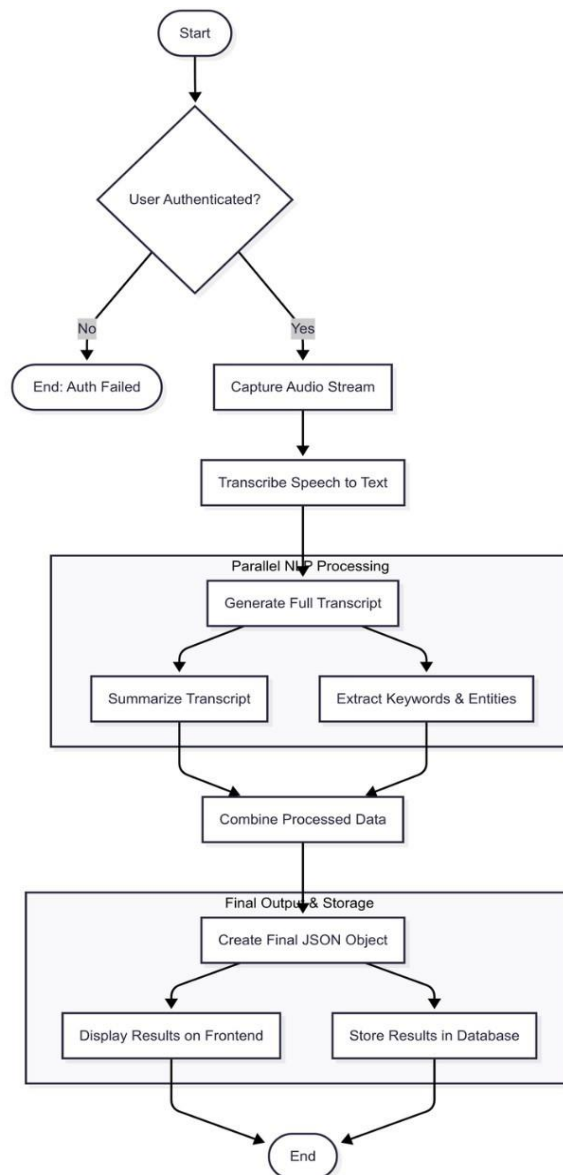 Start
User Authenticated?
No
Yes
End: Auth Failed
Capture Audio Stream
Transcribe Speech to Text
Parallel NLP Processing
Generate Full Transcript
Summarize Transcript
Extract Keywords & Entities
Combine Processed Data
Final Output & Storage
Create Final JSON Object
Display Results on Frontend
Store Results in Database
End